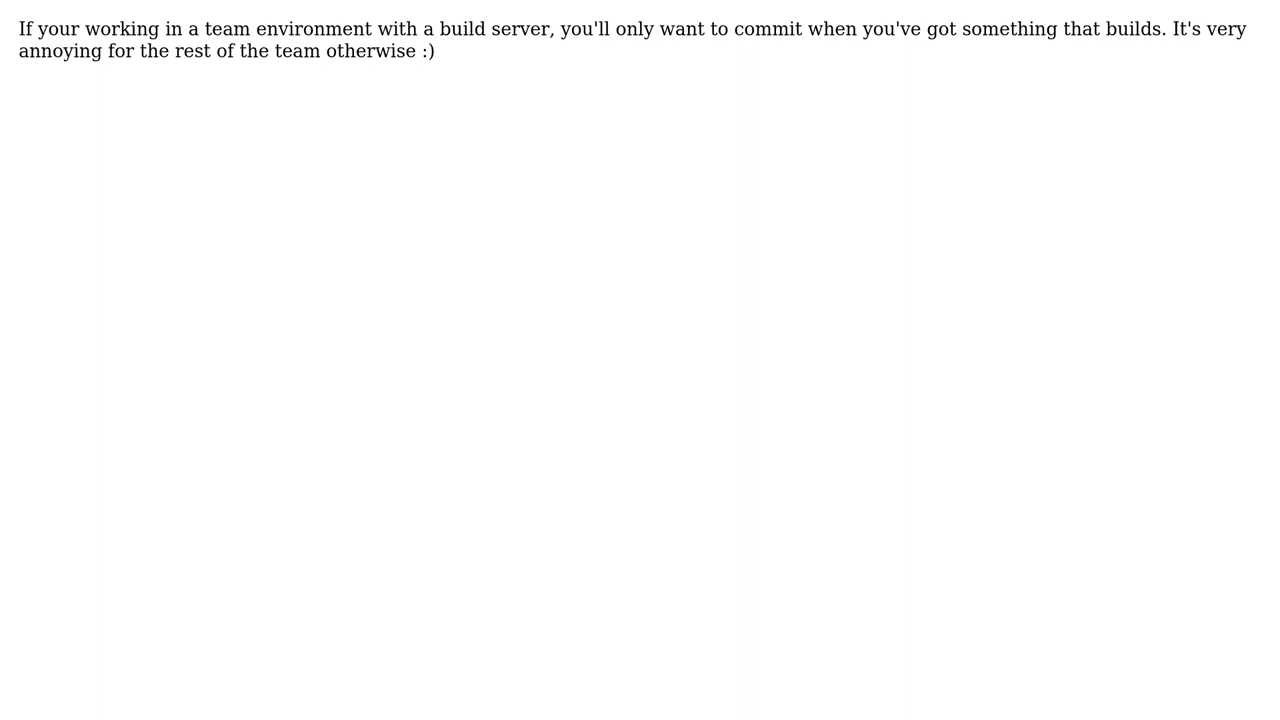 If your working in a team environment with a build server, you'll only want to commit when you've got something that builds. It's very
annoying for the rest of the team otherwise :)